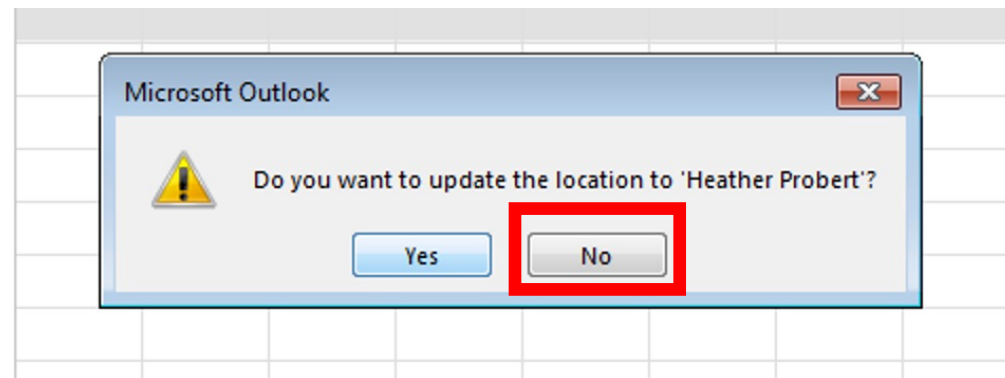 Microsoft Outlook
Do you want to update the location to 'Heather Probert'?
Yes No